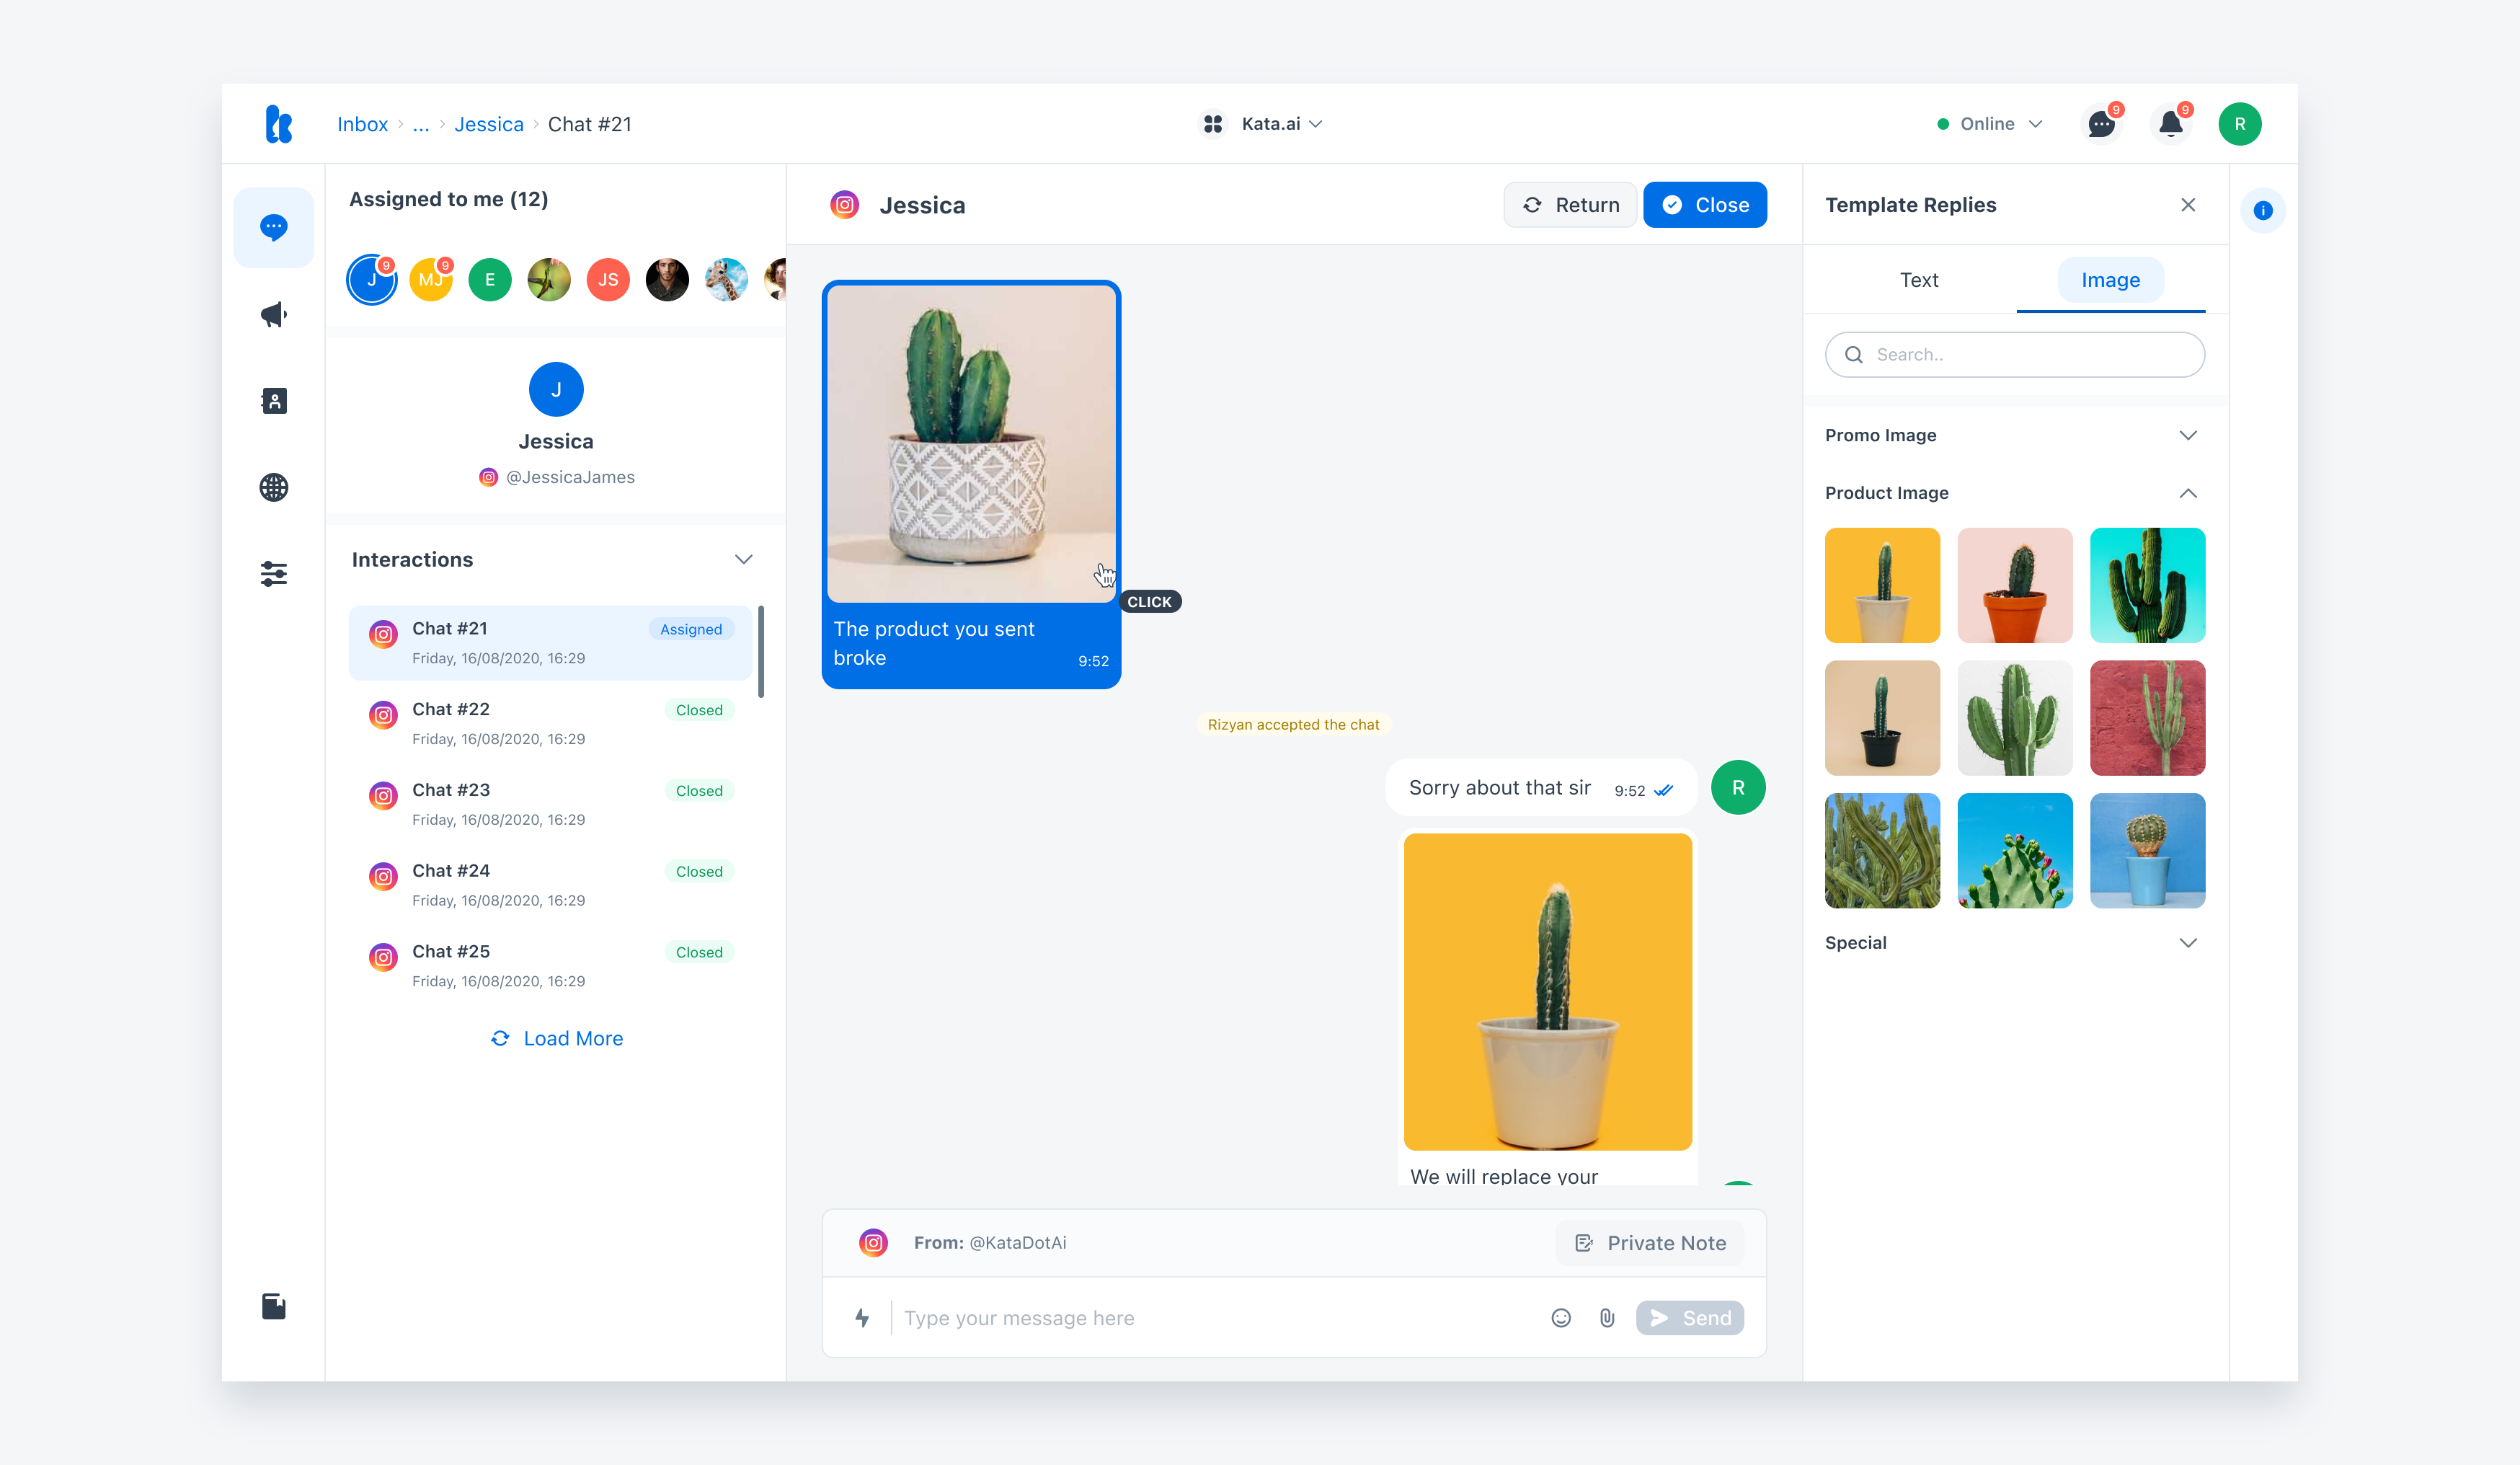 Inbox > ... > Jessica > Chat #21
Kata.ai
Online
9
9
R
Assigned to me (12)
J
9
MJ
9
E
JS
J
Jessica
@JessicaJames
Interactions
Chat #21
Assigned
Friday, 16/08/2020, 16:29
Chat #22
Closed
Friday, 16/08/2020, 16:29
Chat #23
Closed
Friday, 16/08/2020, 16:29
Chat #24
Closed
Friday, 16/08/2020, 16:29
Chat #25
Closed
Friday, 16/08/2020, 16:29
Load More
Jessica
Return
Close
CLICK
The product you sent
broke
9:52
Rizyan accepted the chat
Sorry about that sir
9:52
R
We will replace your
From: @KataDotAi
Private Note
Type your message here
Send
Template Replies
Text
Image
Search..
Promo Image
Product Image
Special